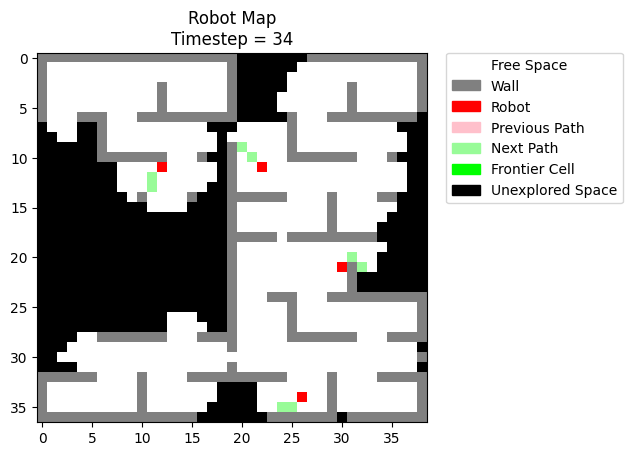 Robot Map
Timestep = 34
0
5
10
15
20
25
30
35
0
5
10
15
20
25
30
35
Free Space
Wall
Robot
Previous Path
Next Path
Frontier Cell
Unexplored Space